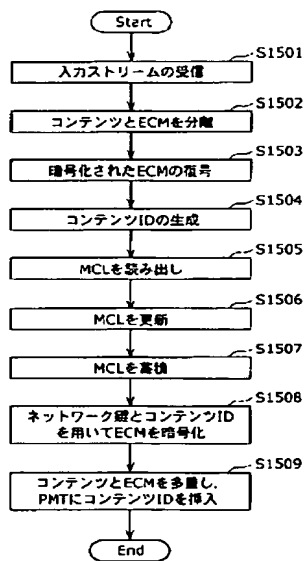 Start
S1501
入力ストリームの受信
S1502
コンテンツとECMを分離
S1503
暗号化されたECMの復号
S1504
コンテンツIDの生成
S1505
MCLを読み出し
S1506
MCLを更新
S1507
MCLを蓄積
S1508
ネットワーク鍵とコンテンツID
を用いてECMを暗号化
S1509
コンテンツとECMを多重し,
PMTにコンテンツIDを挿入
End